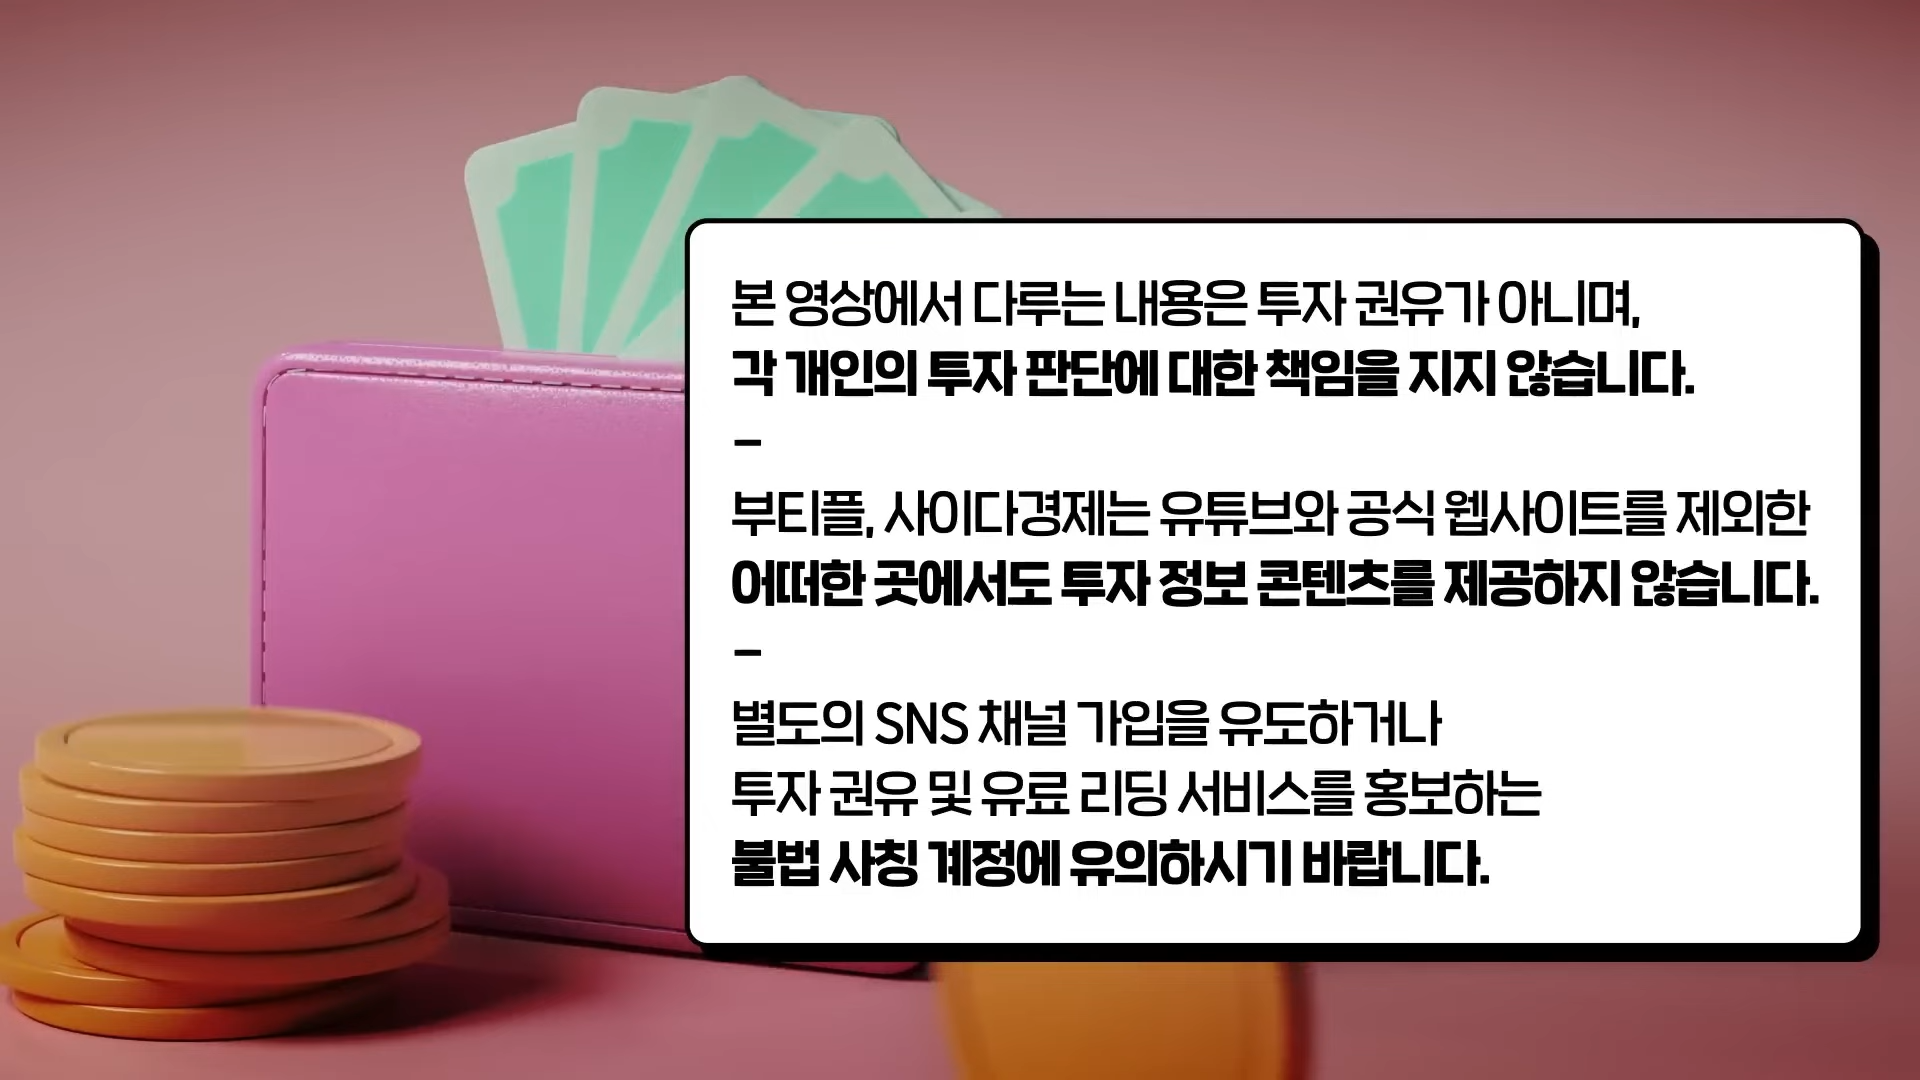 본 영상에서 다루는 내용은 투자 권유가 아니며,
각 개인의 투자 판단에 대한 책임을 지지 않습니다.
–
부티플, 사이다경제는 유튜브와 공식 웹사이트를 제외한
어떠한 곳에서도 투자 정보 콘텐츠를 제공하지 않습니다.
–
별도의 SNS 채널 가입을 유도하거나
투자 권유 및 유료 리딩 서비스를 홍보하는
불법 사칭 계정에 유의하시기 바랍니다.